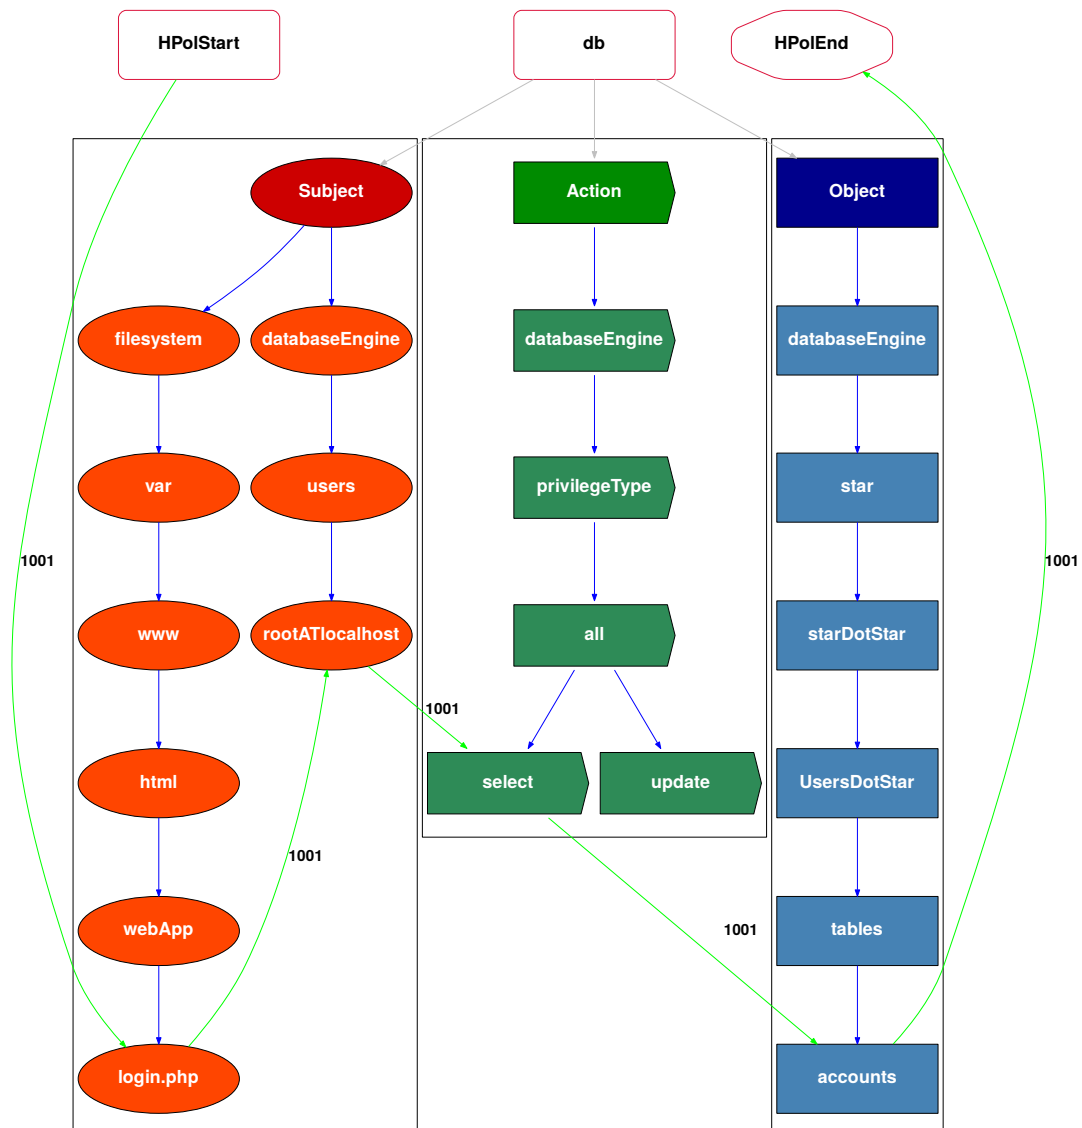 HPolStart
db
HPolEnd
Subject
Action
Object
filesystem
databaseEngine
databaseEngine
databaseEngine
var
users
privilegeType
star
1001
1001
www
rootATlocalhost
all
starDotStar
1001
html
select
update
UsersDotStar
1001
webApp
1001
tables
login.php
accounts